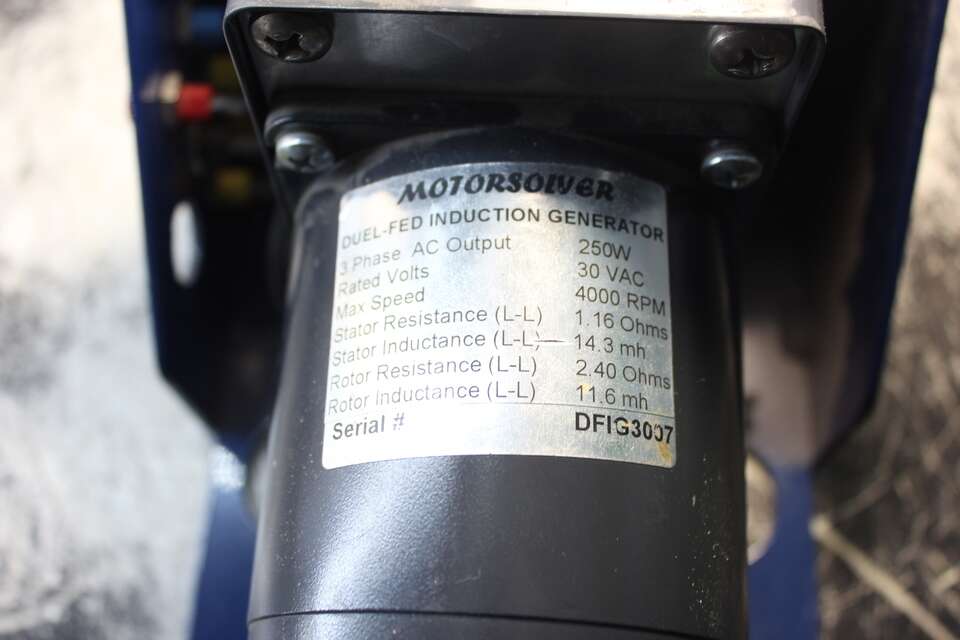 MOTORSOLVER
DUEL-FED INDUCTION GENERATOR
3 Phase AC Output 250W
Rated Volts 30 VAC
Max Speed 4000 RPM
Stator Resistance (L-L) 1.16 Ohms
Stator Inductance (L-L) 14.3 mh
Rotor Resistance (L-L) 2.40 Ohms
Rotor Inductance (L-L) 11.6 mh
Serial # DFIG3007